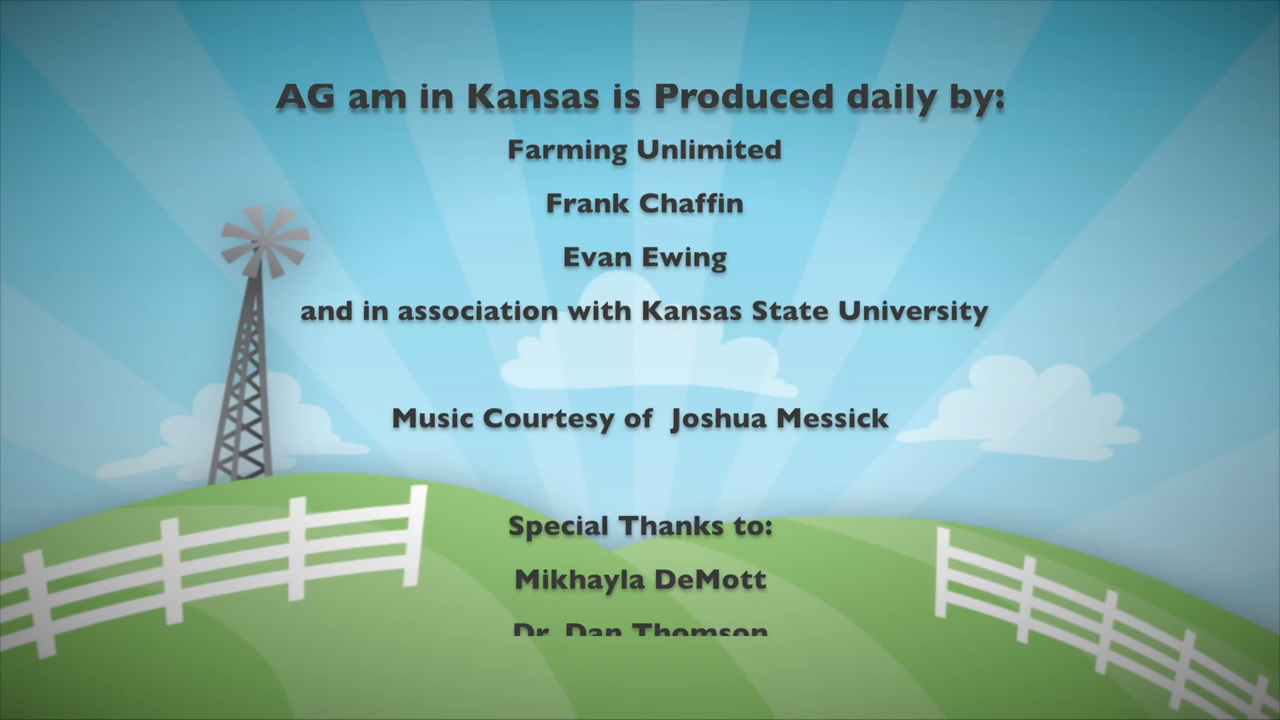 AG am in Kansas is Produced daily by:
Farming Unlimited
Frank Chaffin
Evan Ewing
and in association with Kansas State University
Music Courtesy of  Joshua Messick
Special Thanks to:
Mikhayla DeMott
Dr. Dan Thomson